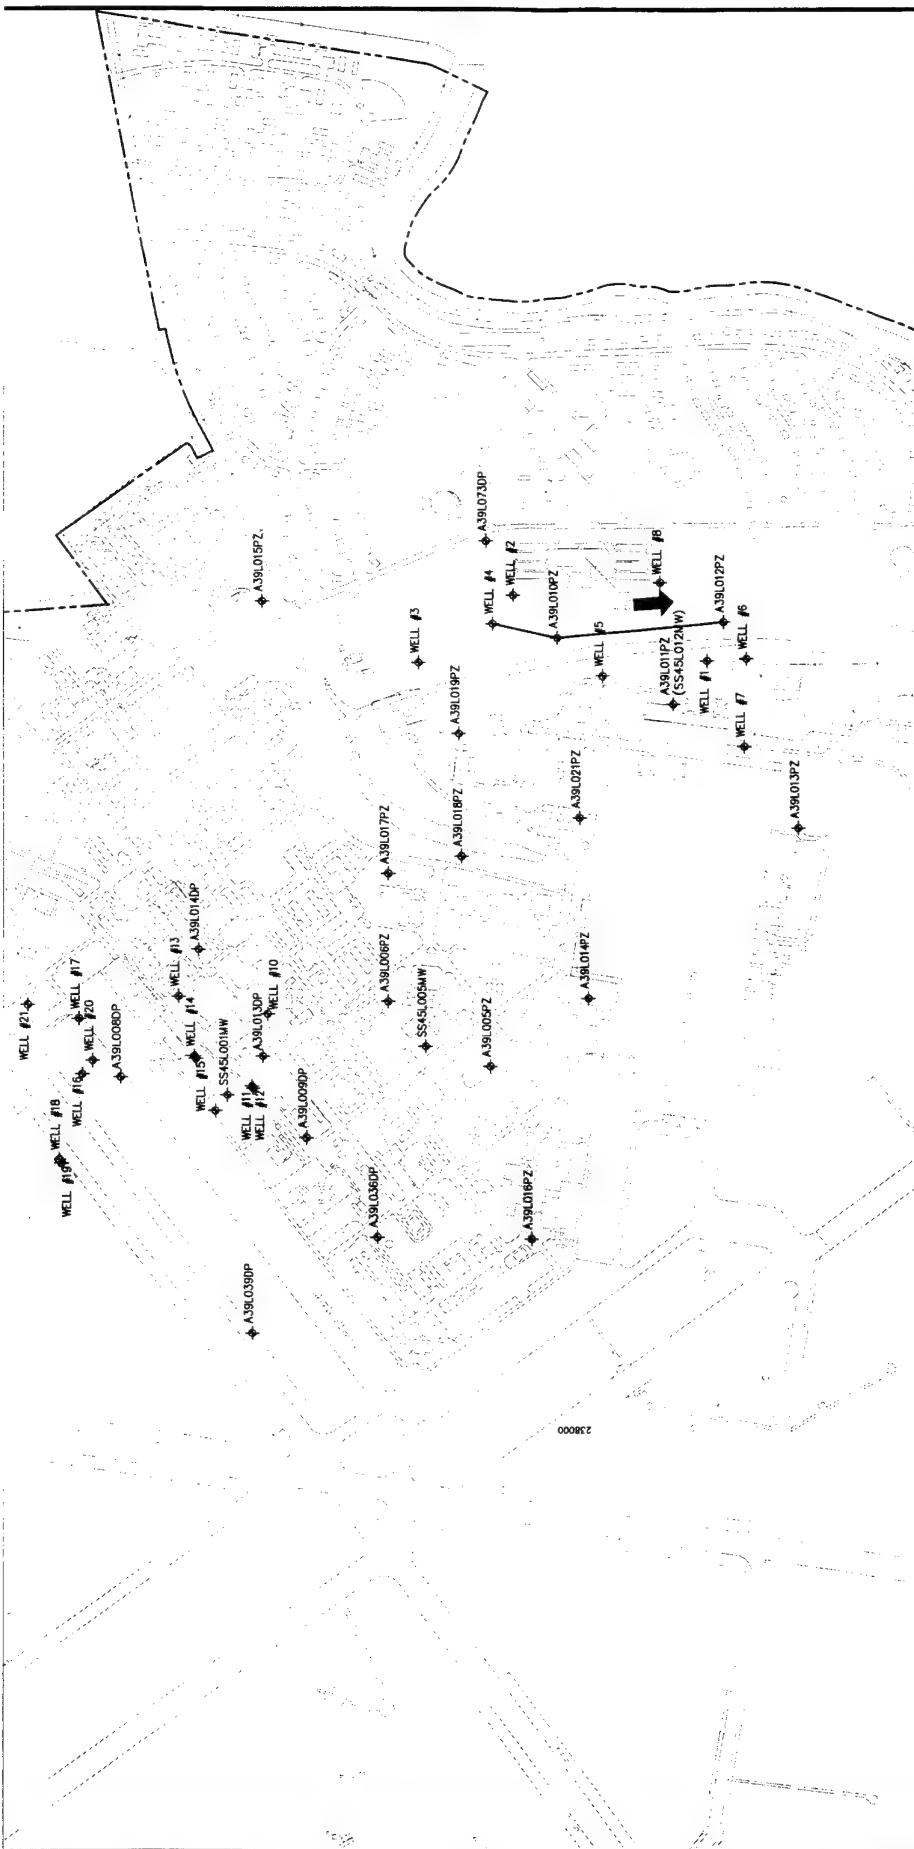 A39L015PZ
A39L073DP
WELL #4
WELL #2
A39L010PZ
WELL #8
WELL #3
WELL #5
A39L012PZ
A39L011PZ
(SS45L012MW)
WELL #1
WELL #6
A39L019PZ
WELL #7
A39L018PZ
A39L021PZ
A39L013PZ
A39L017PZ
A39L014DP
WELL #13
WELL #21
WELL #17
WELL #20
WELL #14
A39L006PZ
WELL #10
A39L013DP
A39L014PZ
SS45L005MW
A39L005PZ
A39L008DP
WELL #16
WELL #15
SS45L001MW
WELL #11
WELL #12
A39L009DP
WELL #18
WELL #19
A39L036DP
A39L016PZ
A39L039DP
238000